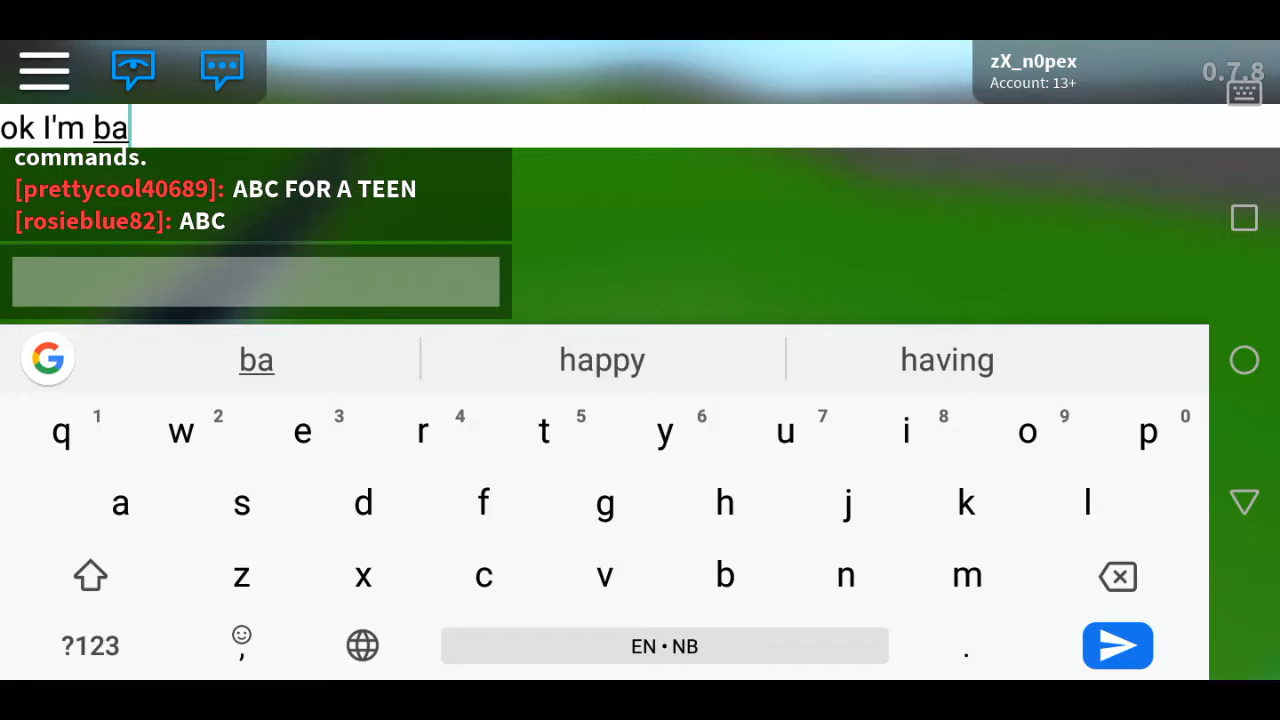 zX_n0pex
Account: 13+
0.7.8
ok I'm ba
commands.
[prettycool40689]: ABC FOR A TEEN
[rosieblue82]: ABC
G ba happy having
q 1 w 2 e 3 r 4 t 5 y 6 u 7 i 8 o 9 p 0
a s d f g h j k l
z x c v b n m
?123 , EN • NB .